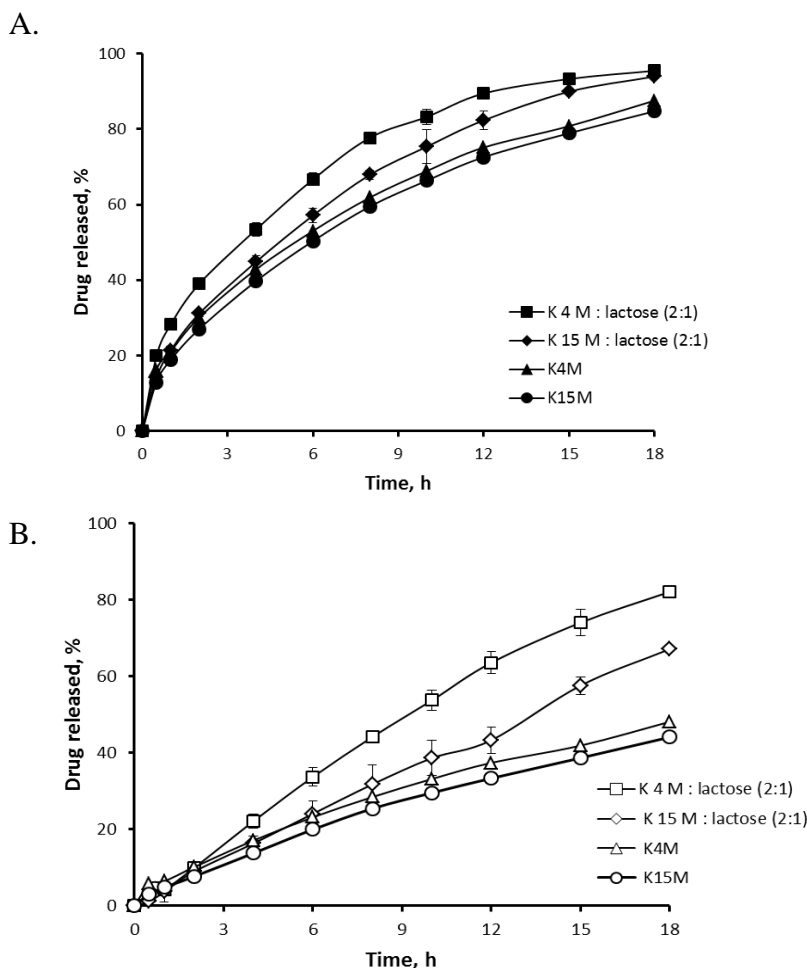 A.
100
80
60
40
20
0
Drug released, %
K 4 M : lactose (2:1)
K 15 M : lactose (2:1)
K4M
K15M
0 3 6 9 12 15 18
Time, h
B.
100
80
60
40
20
0
Drug released, %
K 4 M : lactose (2:1)
K 15 M : lactose (2:1)
K4M
K15M
0 3 6 9 12 15 18
Time, h